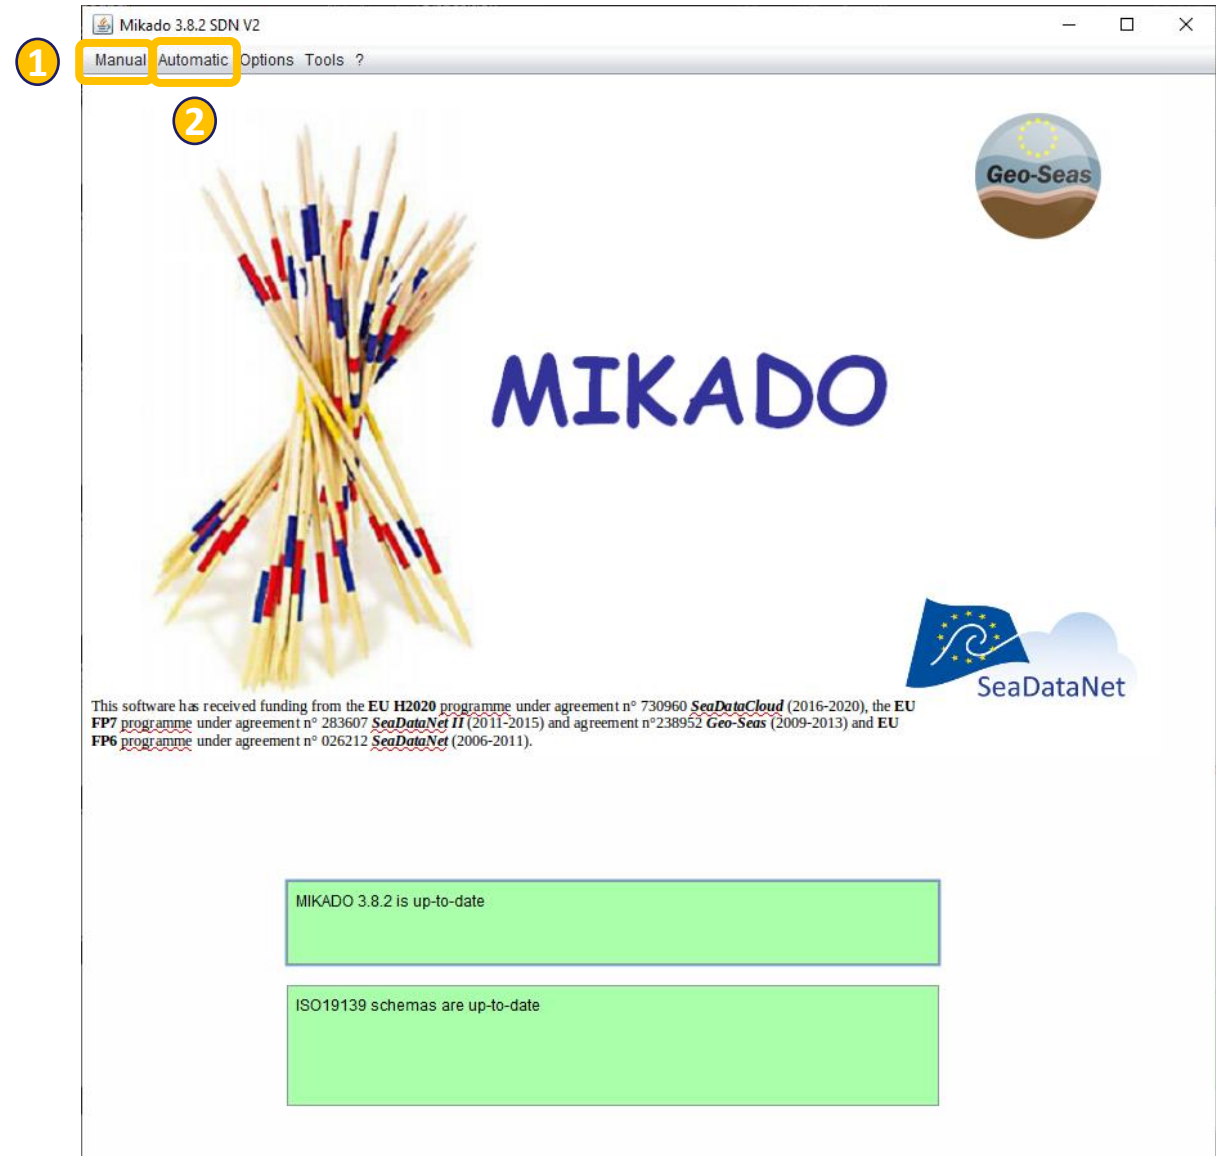 Mikado 3.8.2 SDN V2
1
Manual Automatic Options Tools ?
2
Geo-Seas
MIKADO
SeaDataNet
This software has received funding from the EU H2020 programme under agreement n° 730960 SeaDataCloud (2016-2020), the EU
FP7 programme under agreement n° 283607 SeaDataNet II (2011-2015) and agreement n°238952 Geo-Seas (2009-2013) and EU
FP6 programme under agreement n° 026212 SeaDataNet (2006-2011).
MIKADO 3.8.2 is up-to-date
ISO19139 schemas are up-to-date